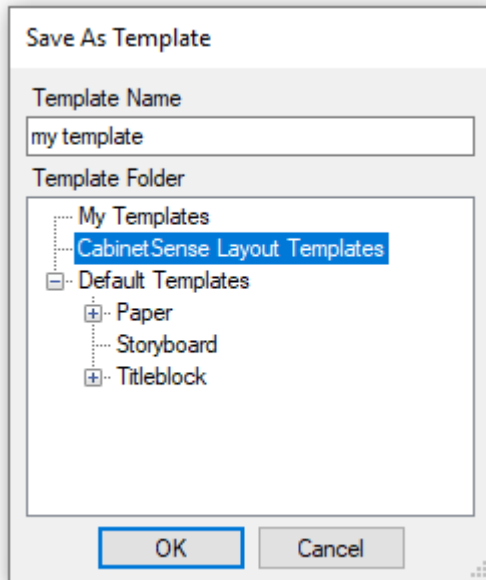 Save As Template
Template Name
my template
Template Folder
My Templates
CabinetSense Layout Templates
Default Templates
Paper
Storyboard
Titleblock
OK Cancel